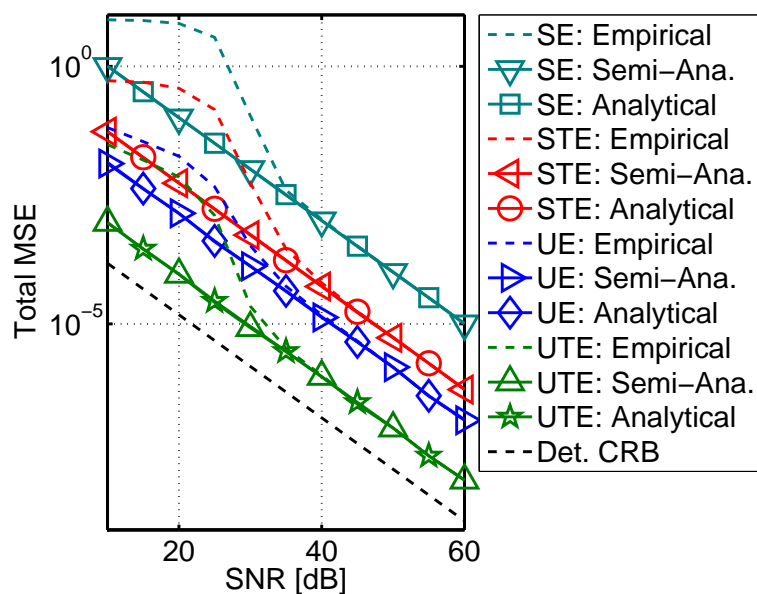 Total MSE
10^0
10^-5
20
40
60
SNR [dB]
SE: Empirical
SE: Semi-Ana.
SE: Analytical
STE: Empirical
STE: Semi-Ana.
STE: Analytical
UE: Empirical
UE: Semi-Ana.
UE: Analytical
UTE: Empirical
UTE: Semi-Ana.
UTE: Analytical
Det. CRB